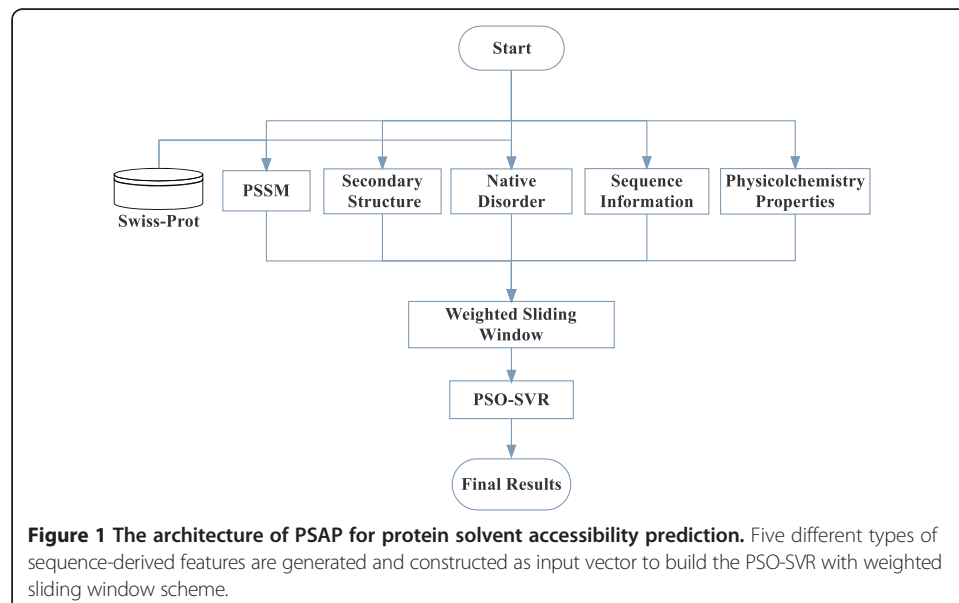 Start
PSSM
Secondary
Structure
Native
Disorder
Sequence
Information
Physicolchemistry
Properties
Swiss-Prot
Weighted Sliding
Window
PSO-SVR
Final Results
Figure 1 The architecture of PSAP for protein solvent accessibility prediction. Five different types of
sequence-derived features are generated and constructed as input vector to build the PSO-SVR with weighted
sliding window scheme.